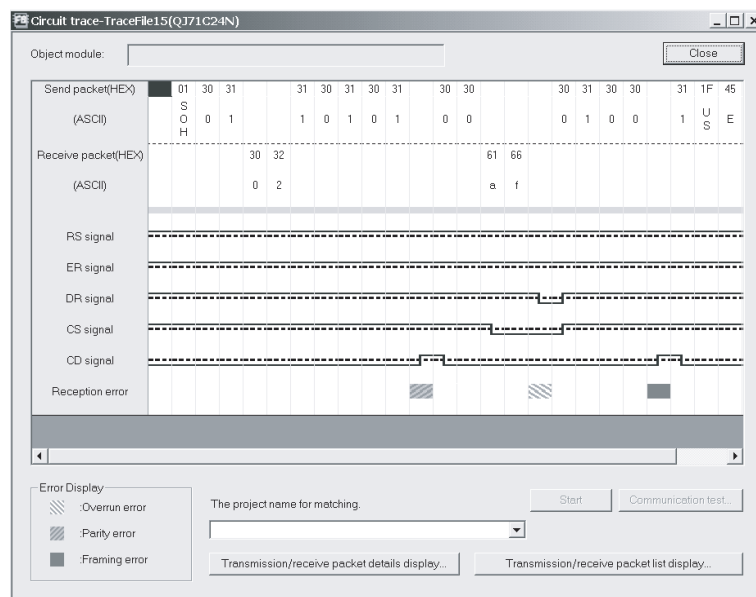 Circuit trace-TraceFile15(QJ71C24N)
Object module:
Close
Send packet(HEX) 01 30 31 31 30 31 30 31 30 30 30 31 30 30 31 1F 45
(ASCII) SOH 0 1 1 0 1 0 1 0 0 0 1 0 0 1 US E
Receive packet(HEX) 30 32 61 66
(ASCII) 0 2 a f
RS signal
ER signal
DR signal
CS signal
CD signal
Reception error
Error Display
:Overrun error
:Parity error
:Framing error
The project name for matching.
Start
Communication test...
Transmission/receive packet details display...
Transmission/receive packet list display...